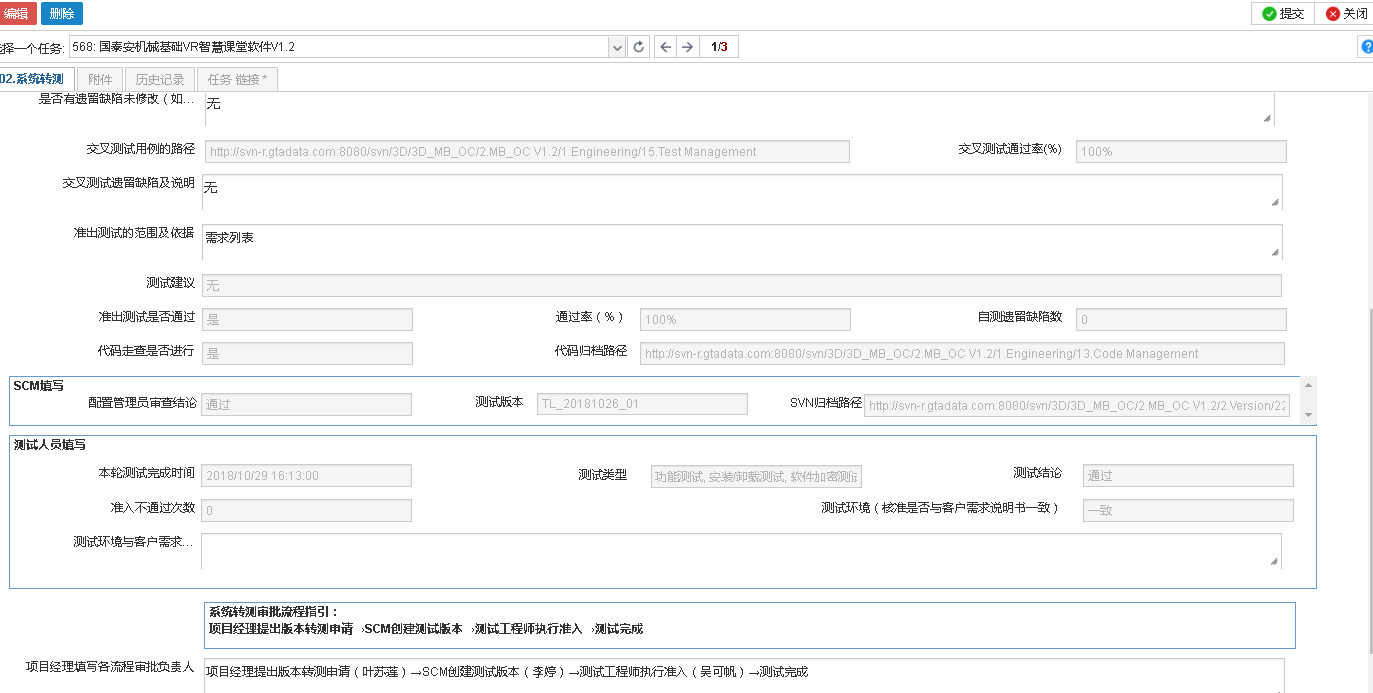 编辑 删除 提交 关闭
择一个任务: 568: 国泰安机械基础VR智慧课堂软件V1.2 1/3
02.系统转测 附件 历史记录 任务 链接*
是否有遗留缺陷未修改（如... 无
交叉测试用例的路径 http://svn-r.gtadata.com:8080/svn/3D/3D_MB_OC/2.MB_OC V1.2/1.Engineering/15.Test Management 交叉测试通过率(%) 100%
交叉测试遗留缺陷及说明 无
准出测试的范围及依据 需求列表
测试建议 无
准出测试是否通过 是 通过率（%） 100% 自测遗留缺陷数 0
代码走查是否进行 是 代码归档路径 http://svn-r.gtadata.com:8080/svn/3D/3D_MB_OC/2.MB_OC V1.2/1.Engineering/13.Code Management
SCM填写
配置管理员审查结论 通过 测试版本 TL_20181026_01 SVN归档路径 http://svn-r.gtadata.com:8080/svn/3D/3D_MB_OC/2.MB_OC V1.2/2.Version/22
测试人员填写
本轮测试完成时间 2018/10/29 16:13:00 测试类型 功能测试, 安装/卸载测试, 软件加密测试 测试结论 通过
准入不通过次数 0 测试环境（核准是否与客户需求说明书一致） 一致
测试环境与客户需求...
系统转测审批流程指引：
项目经理提出版本转测申请 →SCM创建测试版本 →测试工程师执行准入 →测试完成
项目经理填写各流程审批负责人 项目经理提出版本转测申请（叶苏莲）→SCM创建测试版本（李婷）→测试工程师执行准入（吴可帆）→测试完成